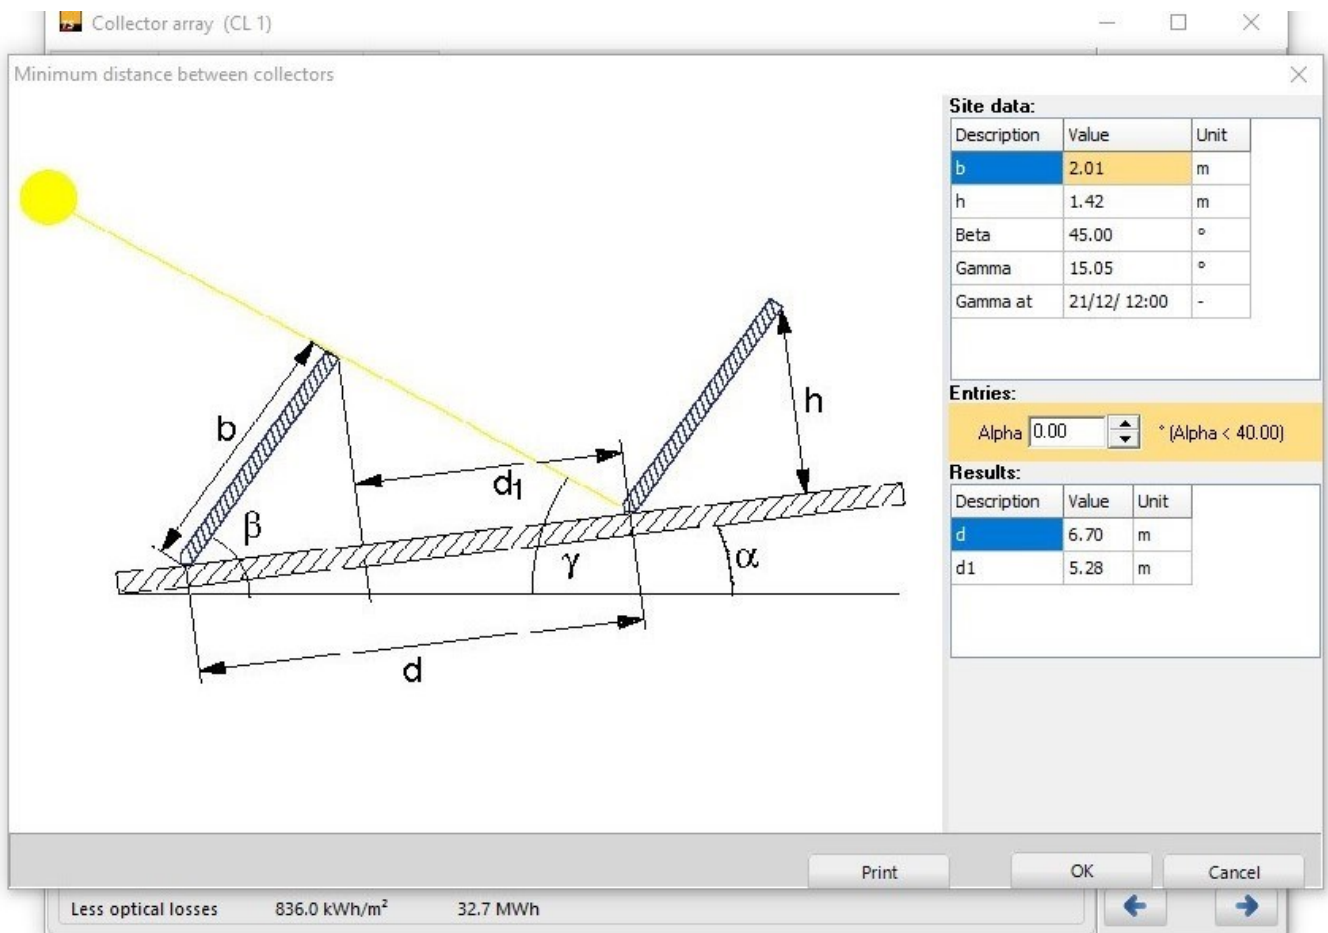 Collector array (CL 1)
Minimum distance between collectors
b
β
d1
γ
α
h
d
Site data:
Description Value Unit
b 2.01 m
h 1.42 m
Beta 45.00 °
Gamma 15.05 °
Gamma at 21/12/ 12:00 -
Entries:
Alpha 0.00 ° (Alpha < 40.00)
Results:
Description Value Unit
d 6.70 m
d1 5.28 m
Print OK Cancel
Less optical losses 836.0 kWh/m² 32.7 MWh